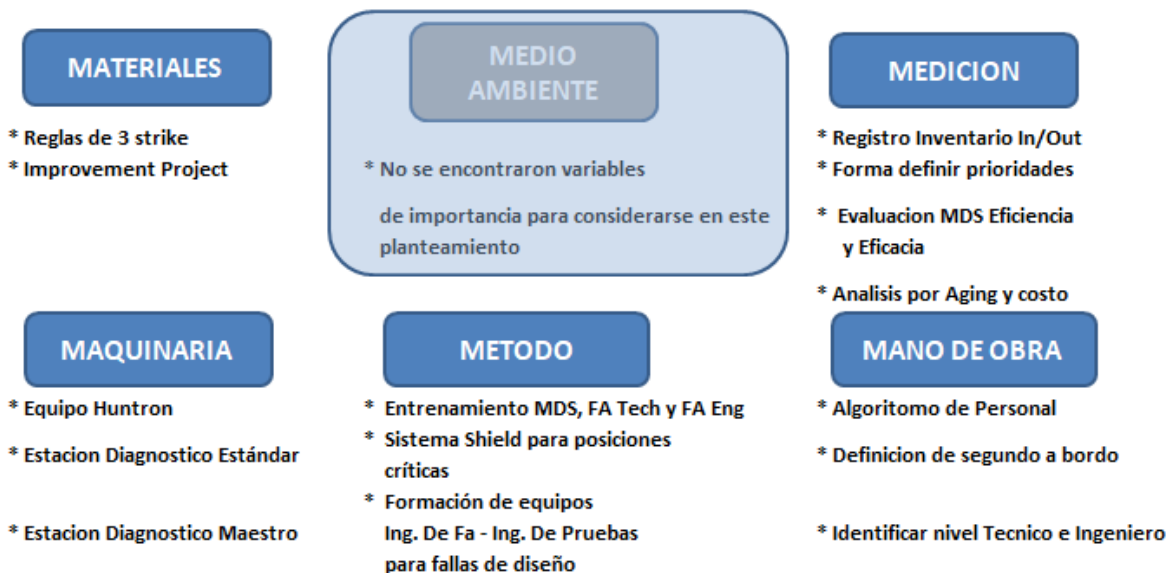 MATERIALES
* Reglas de 3 strike
* Improvement Project
MEDIO
AMBIENTE
* No se encontraron variables
de importancia para considerarse en este
planteamiento
MEDICION
* Registro Inventario In/Out
* Forma definir prioridades
* Evaluacion MDS Eficiencia
y Eficacia
* Analisis por Aging y costo
MAQUINARIA
* Equipo Huntron
* Estacion Diagnostico Estándar
* Estacion Diagnostico Maestro
METODO
* Entrenamiento MDS, FA Tech y FA Eng
* Sistema Shield para posiciones
críticas
* Formación de equipos
Ing. De Fa - Ing. De Pruebas
para fallas de diseño
MANO DE OBRA
* Algoritomo de Personal
* Definicion de segundo a bordo
* Identificar nivel Tecnico e Ingeniero